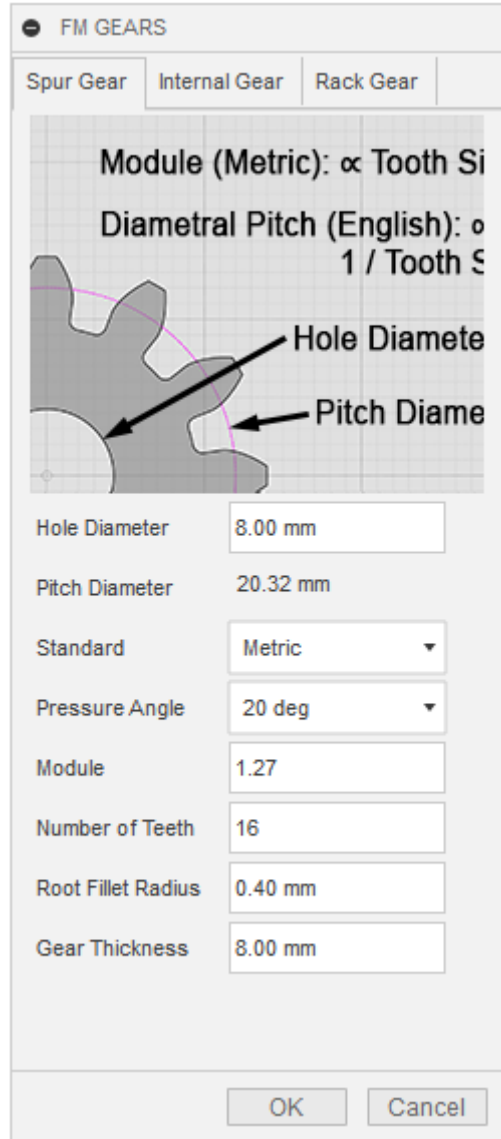 FM GEARS
Spur Gear Internal Gear Rack Gear
Module (Metric): ∝ Tooth Si
Diametral Pitch (English): ∝
1 / Tooth S
Hole Diamete
Pitch Diame
Hole Diameter 8.00 mm
Pitch Diameter 20.32 mm
Standard Metric
Pressure Angle 20 deg
Module 1.27
Number of Teeth 16
Root Fillet Radius 0.40 mm
Gear Thickness 8.00 mm
OK Cancel